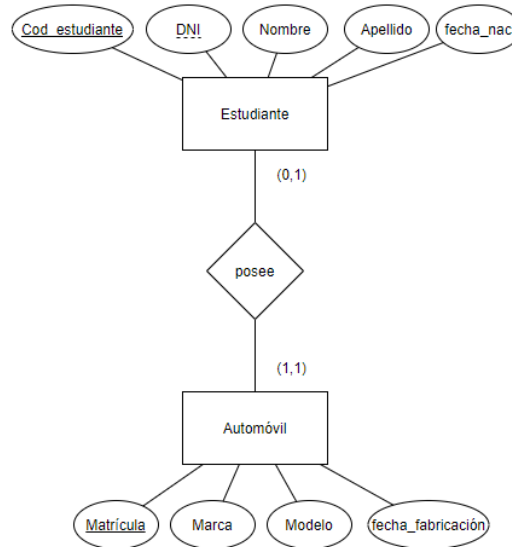 Cod_estudiante
DNI
Nombre
Apellido
fecha_nac
Estudiante
(0,1)
posee
(1,1)
Automóvil
Matrícula
Marca
Modelo
fecha_fabricación